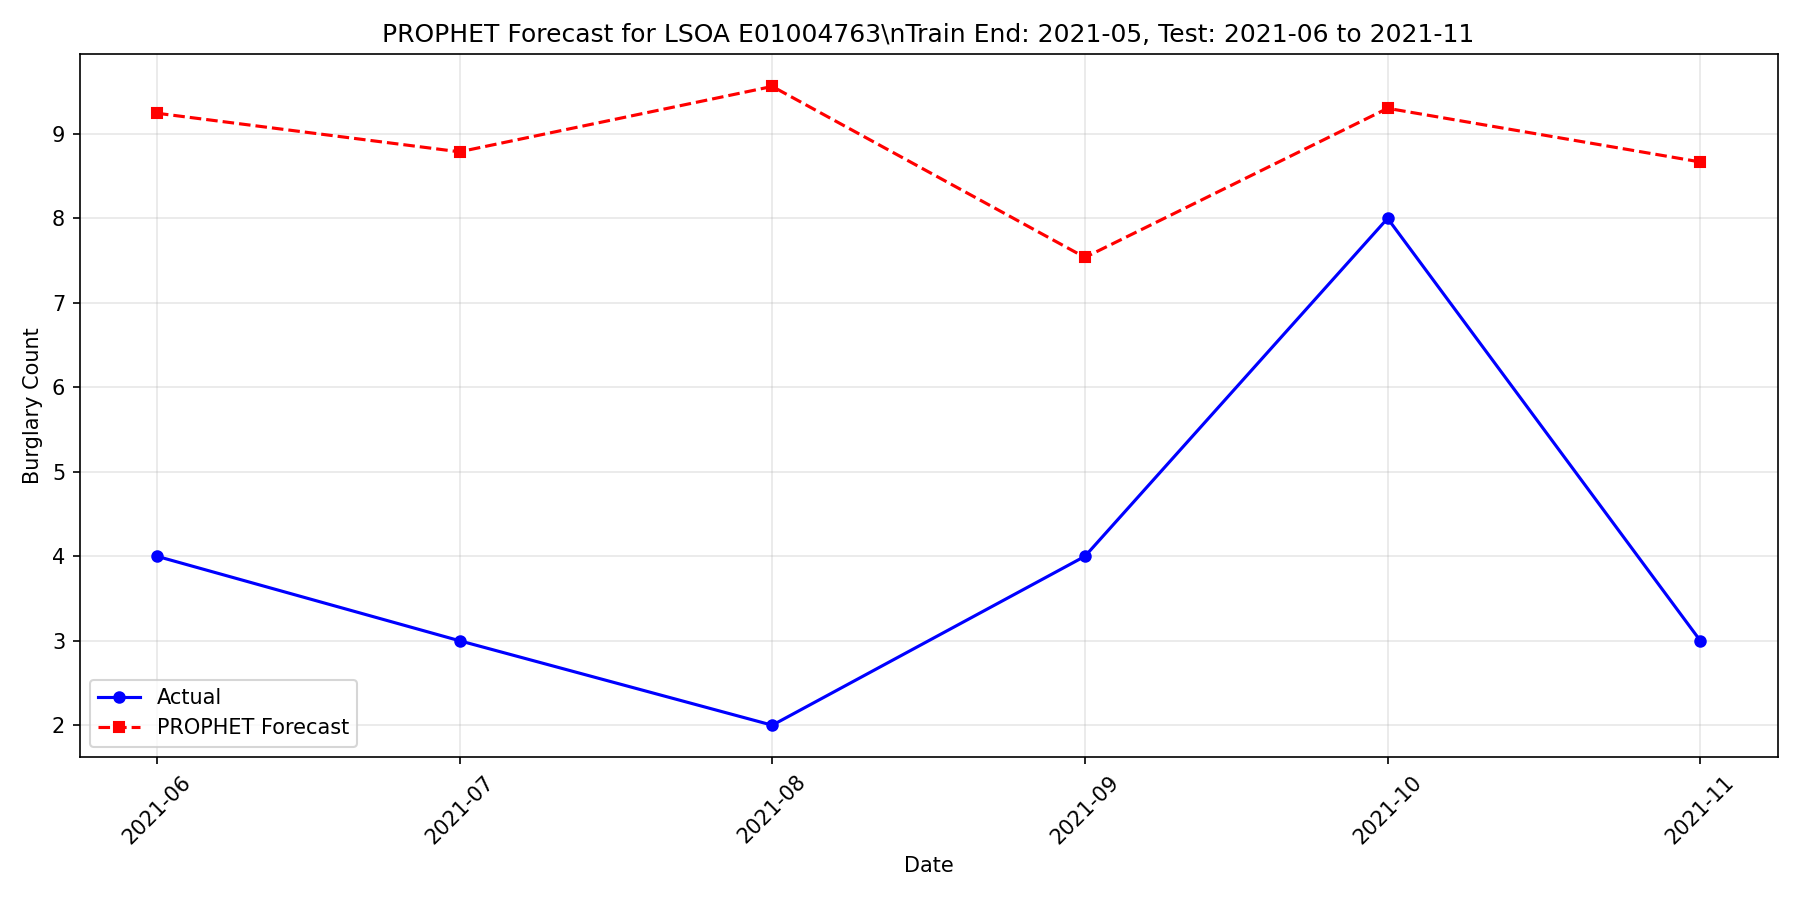 PROPHET Forecast for LSOA E01004763\nTrain End: 2021-05, Test: 2021-06 to 2021-11
Burglary Count
9
8
7
6
5
4
3
2
Actual
PROPHET Forecast
2021-06
2021-07
2021-08
2021-09
2021-10
2021-11
Date